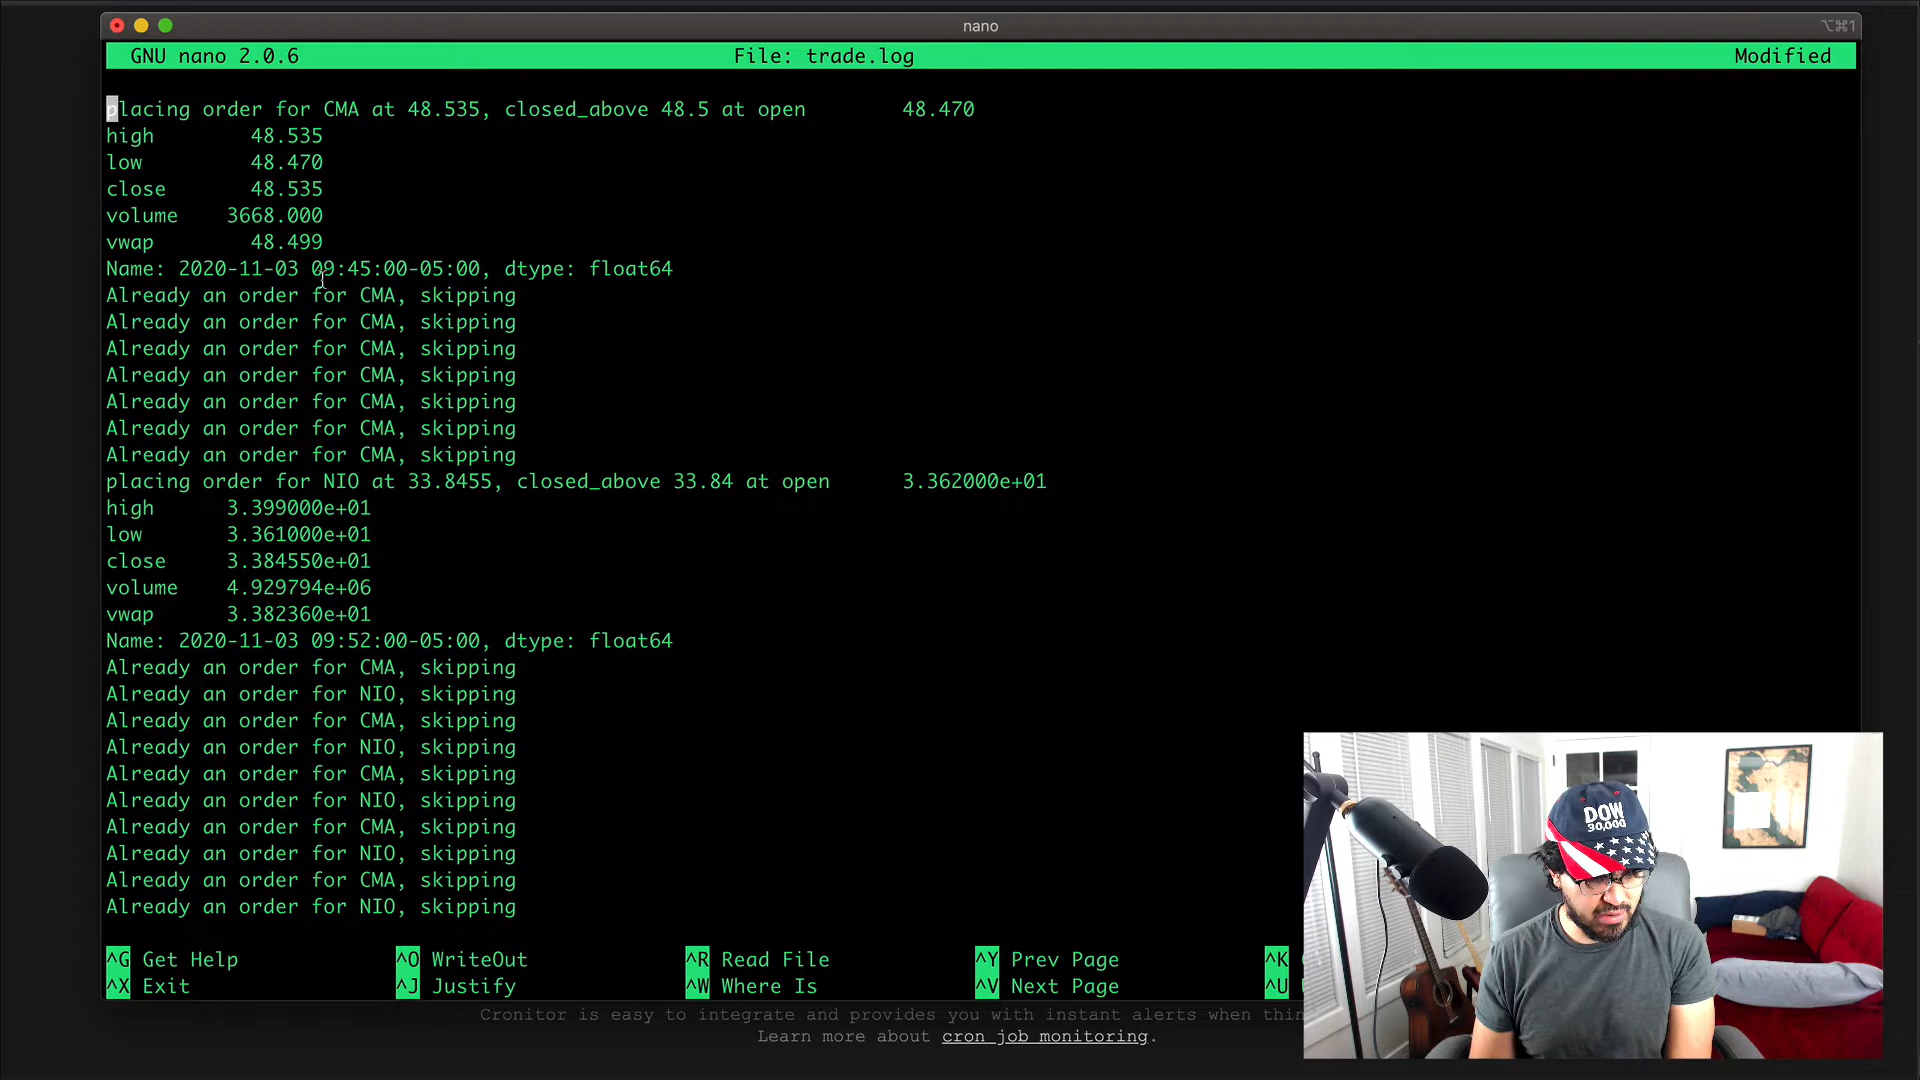 nano
⌥⌘1
GNU nano 2.0.6 File: trade.log Modified
placing order for CMA at 48.535, closed_above 48.5 at open 48.470
high 48.535
low 48.470
close 48.535
volume 3668.000
vwap 48.499
Name: 2020-11-03 09:45:00-05:00, dtype: float64
Already an order for CMA, skipping
Already an order for CMA, skipping
Already an order for CMA, skipping
Already an order for CMA, skipping
Already an order for CMA, skipping
Already an order for CMA, skipping
Already an order for CMA, skipping
placing order for NIO at 33.8455, closed_above 33.84 at open 3.362000e+01
high 3.399000e+01
low 3.361000e+01
close 3.384550e+01
volume 4.929794e+06
vwap 3.382360e+01
Name: 2020-11-03 09:52:00-05:00, dtype: float64
Already an order for CMA, skipping
Already an order for NIO, skipping
Already an order for CMA, skipping
Already an order for NIO, skipping
Already an order for CMA, skipping
Already an order for NIO, skipping
Already an order for CMA, skipping
Already an order for NIO, skipping
Already an order for CMA, skipping
Already an order for NIO, skipping
^G Get Help ^O WriteOut ^R Read File ^Y Prev Page ^K
^X Exit ^J Justify ^W Where Is ^V Next Page ^U
Cronitor is easy to integrate and provides you with instant alerts when
Learn more about cron job monitoring.
DOW
30,000